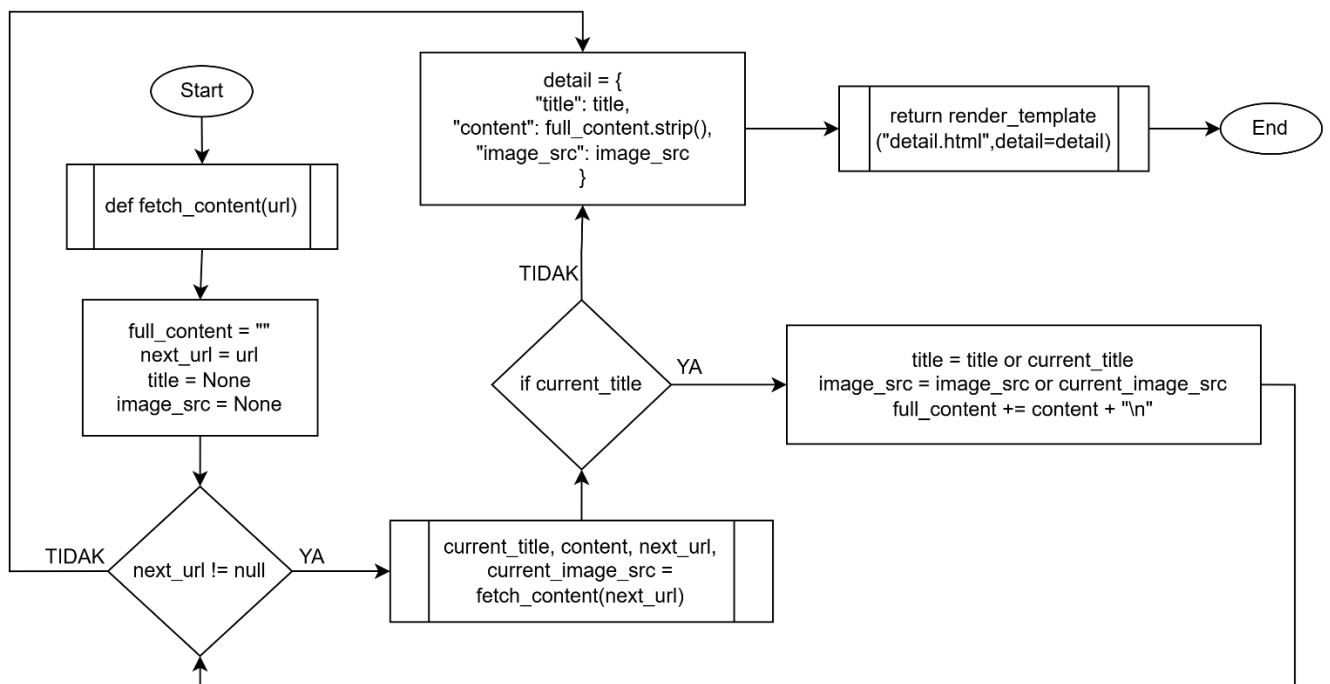 Start
def fetch_content(url)
full_content = ""
next_url = url
title = None
image_src = None
next_url != null
TIDAK
YA
current_title, content, next_url,
current_image_src =
fetch_content(next_url)
if current_title
TIDAK
YA
title = title or current_title
image_src = image_src or current_image_src
full_content += content + "\n"
detail = {
"title": title,
"content": full_content.strip(),
"image_src": image_src
}
return render_template
("detail.html",detail=detail)
End